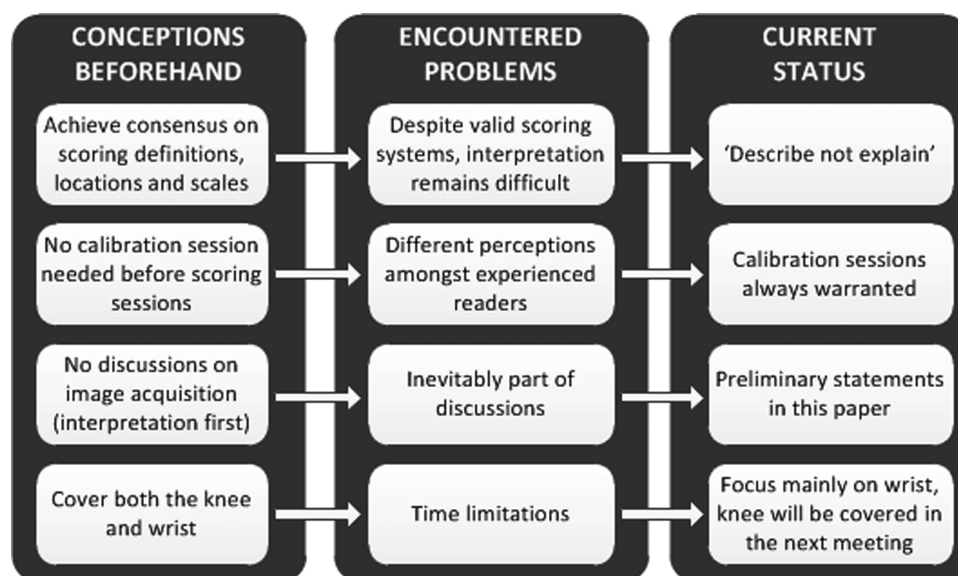 CONCEPTIONS
BEFOREHAND
Achieve consensus on
scoring definitions,
locations and scales
No calibration session
needed before scoring
sessions
No discussions on
image acquisition
(interpretation first)
Cover both the knee
and wrist
ENCOUNTERED
PROBLEMS
Despite valid scoring
systems, interpretation
remains difficult
Different perceptions
amongst experienced
readers
Inevitably part of
discussions
Time limitations
CURRENT
STATUS
‘Describe not explain’
Calibration sessions
always warranted
Preliminary statements
in this paper
Focus mainly on wrist,
knee will be covered in
the next meeting